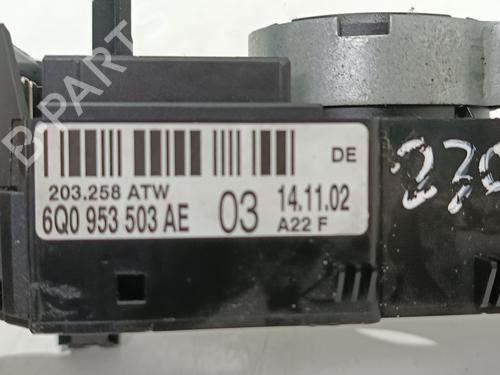 B-PARTS
DE
203.258 ATW
6Q0 953 503 AE 03 14.11.02
A22 F